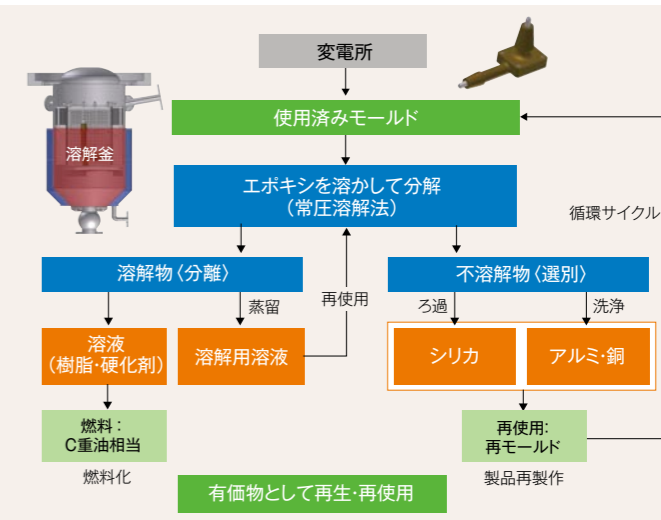 変電所
使用済みモールド
溶解釜
エポキシを溶かして分解
(常圧溶解法)
循環サイクル
溶解物〈分離〉
不溶解物〈選別〉
蒸留
再使用
ろ過
洗浄
溶液
(樹脂・硬化剤)
溶解用溶液
シリカ
アルミ・銅
燃料:
C重油相当
再使用:
再モールド
燃料化
製品再製作
有価物として再生・再使用